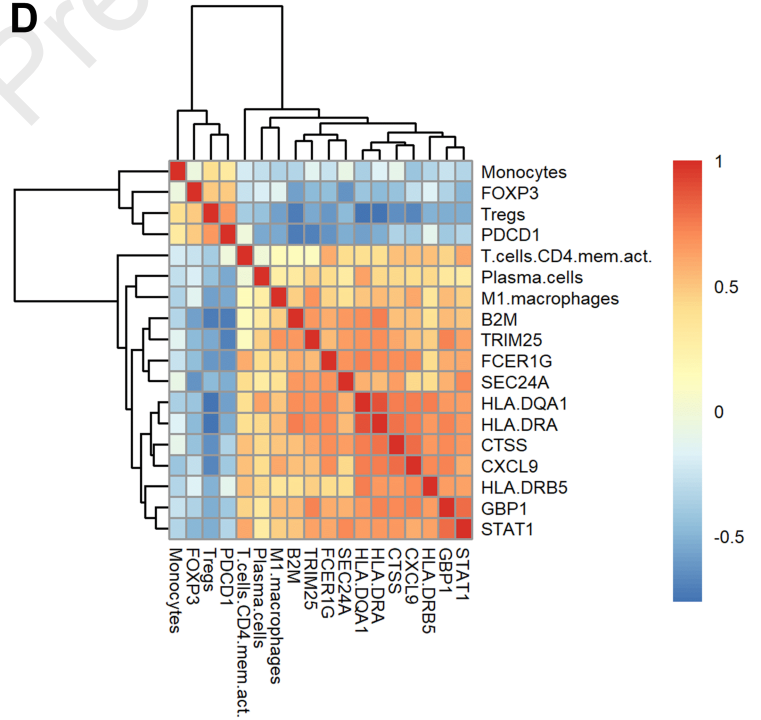 D
Pre
Monocytes
FOXP3
Tregs
PDCD1
T.cells.CD4.mem.act.
Plasma.cells
M1.macrophages
B2M
TRIM25
FCER1G
SEC24A
HLA.DQA1
HLA.DRA
CTSS
CXCL9
HLA.DRB5
GBP1
STAT1
1
0.5
0
-0.5
Monocytes
FOXP3
Tregs
PDCD1
T.cells.CD4.mem.act.
Plasma.cells
M1.macrophages
B2M
TRIM25
FCER1G
SEC24A
HLA.DQA1
HLA.DRA
CTSS
CXCL9
HLA.DRB5
GBP1
STAT1